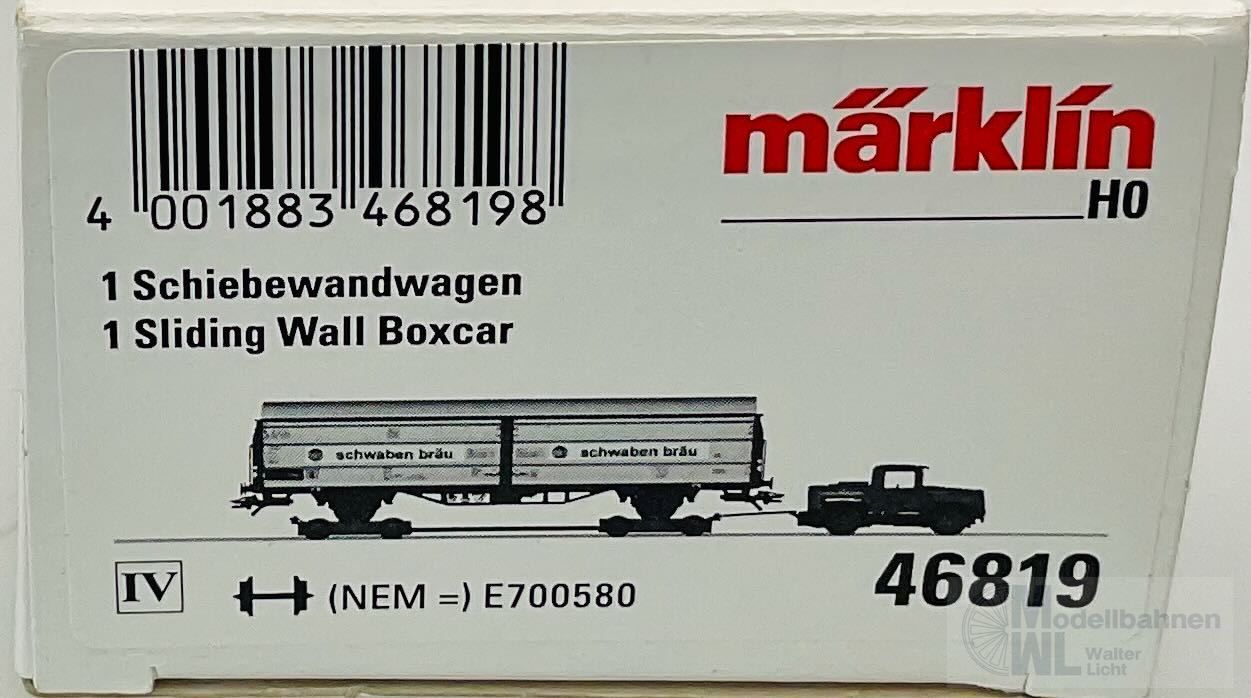 märklin
H0
4 001883 468198
1 Schiebewandwagen
1 Sliding Wall Boxcar
schwaben bräu schwaben bräu
IV (NEM =) E700580
46819
Modellbahnen
WL Walter
Licht